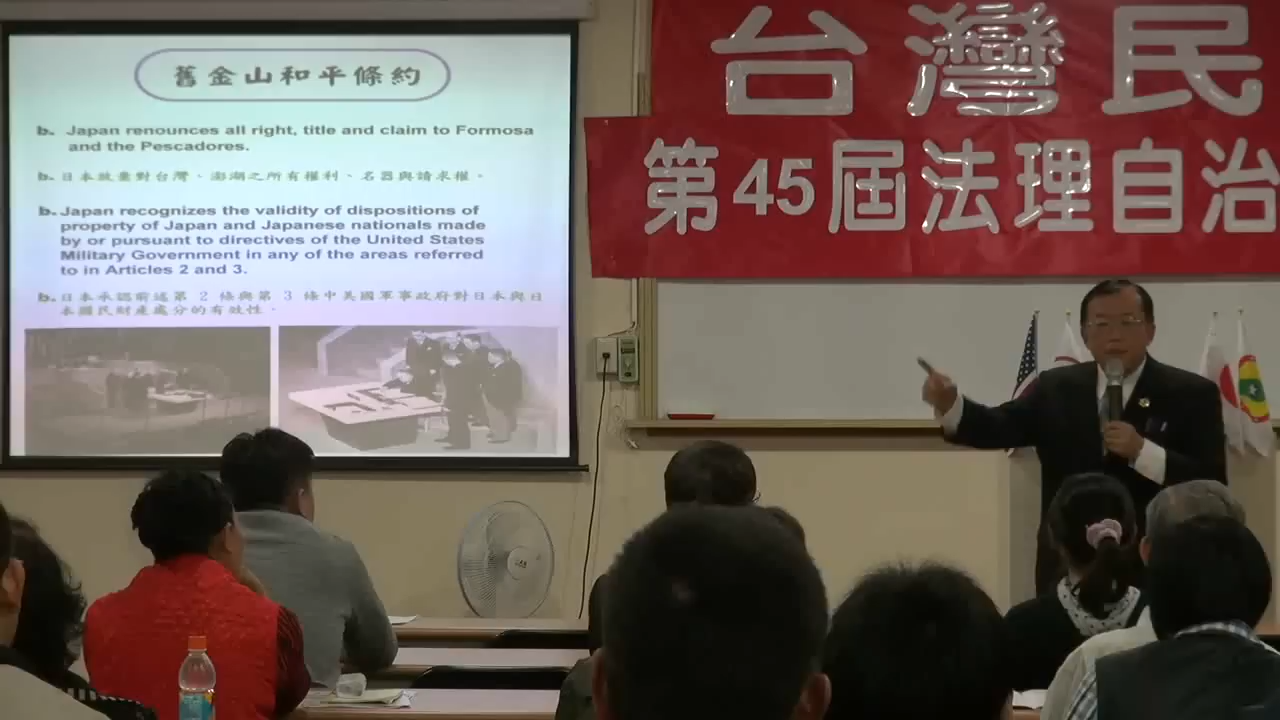 舊金山和平條約
b. Japan renounces all right, title and claim to Formosa
and the Pescadores.
b. 日本放棄對台灣、澎湖之所有權利、名器與請求權。
b. Japan recognizes the validity of dispositions of
property of Japan and Japanese nationals made
by or pursuant to directives of the United States
Military Government in any of the areas referred
to in Articles 2 and 3.
b. 日本承認前述第 2 條與第 3 條中美國軍事政府對日本與日
本國民財產處分的有效性。
台灣民
第45屆法理自治